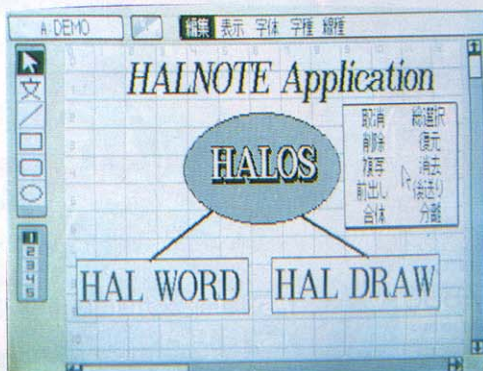 A:DEMO 編集 表示 字体 字種 線種
文
HALNOTE Application
取消 総選択
削除 復元
複写 消去
前出し 後送り
合体 分離
HALOS
HAL WORD HAL DRAW
1
2
3
4
5